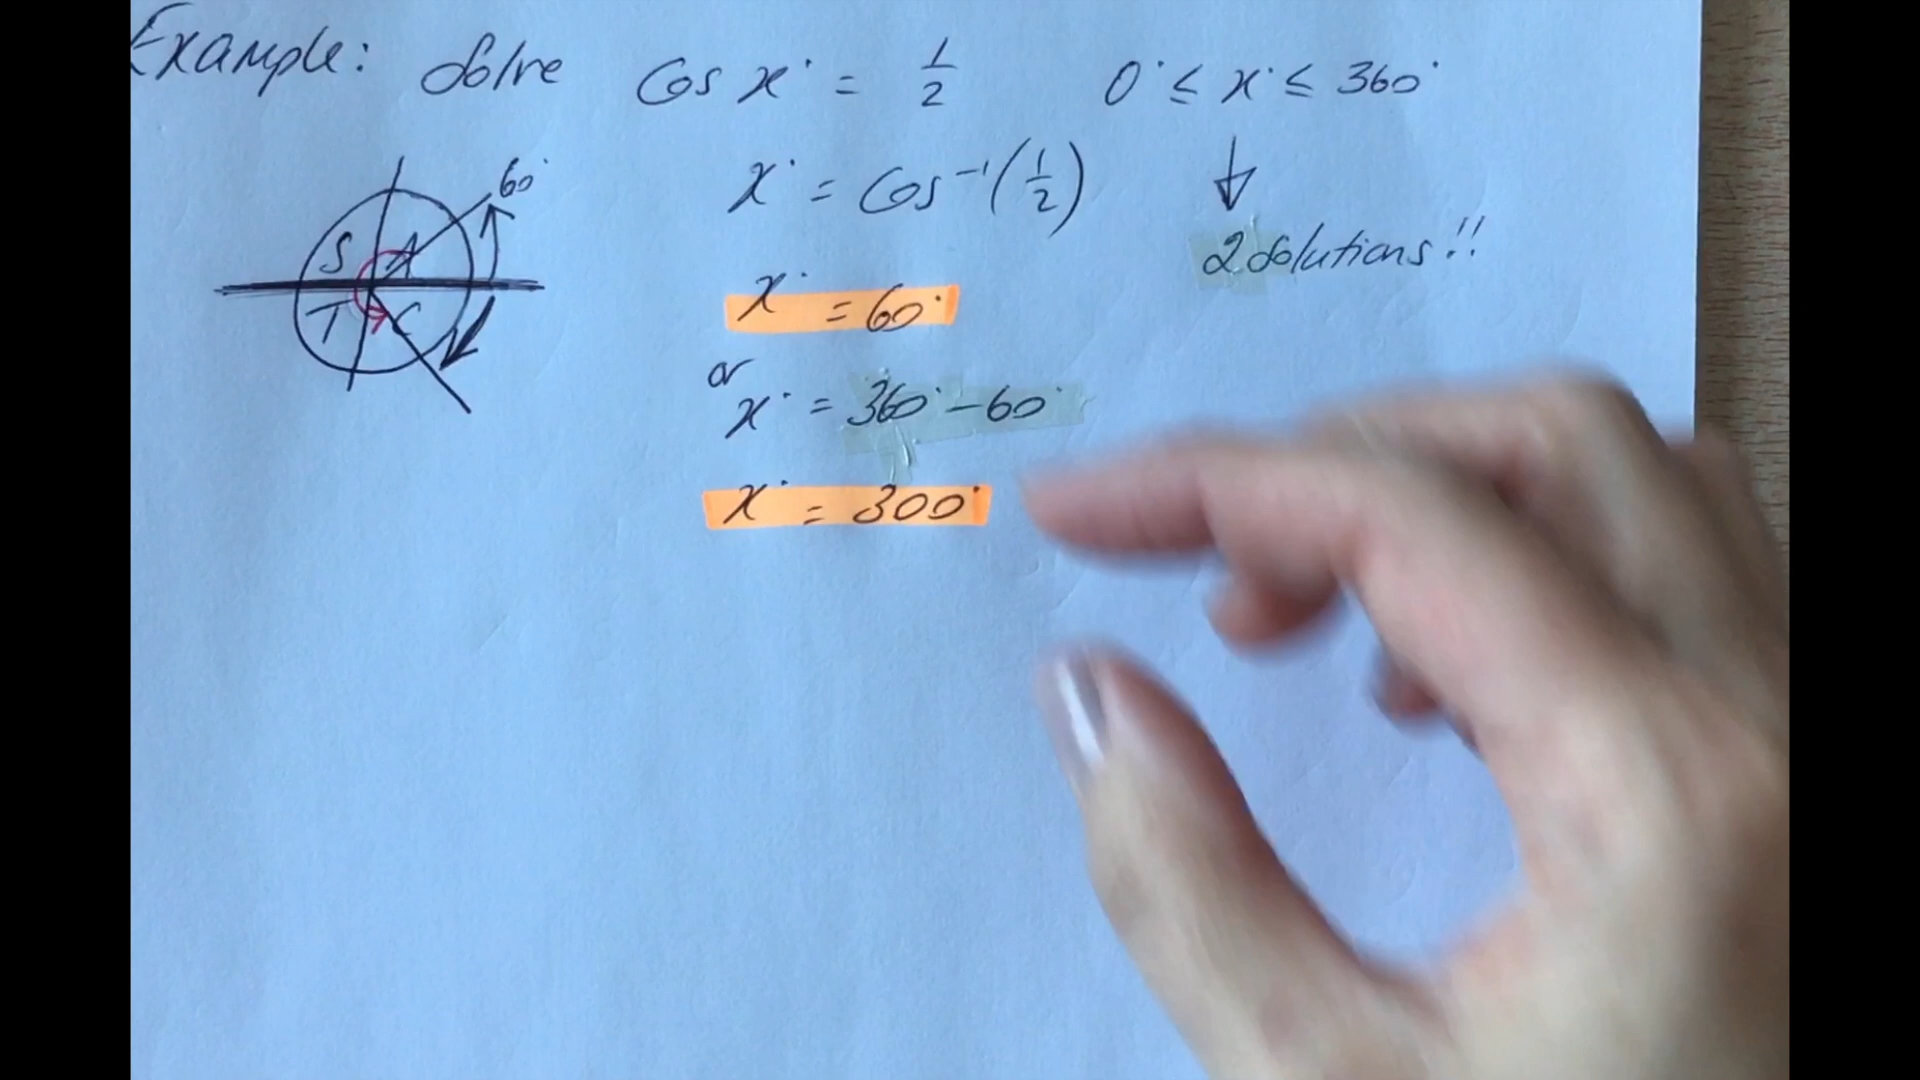 Example: Solve cos x° = 1/2 0° ≤ x° ≤ 360°
x° = cos⁻¹(1/2)
2 solutions!!
60°
S A
T C
x° = 60°
or
x° = 360° - 60°
x° = 300°